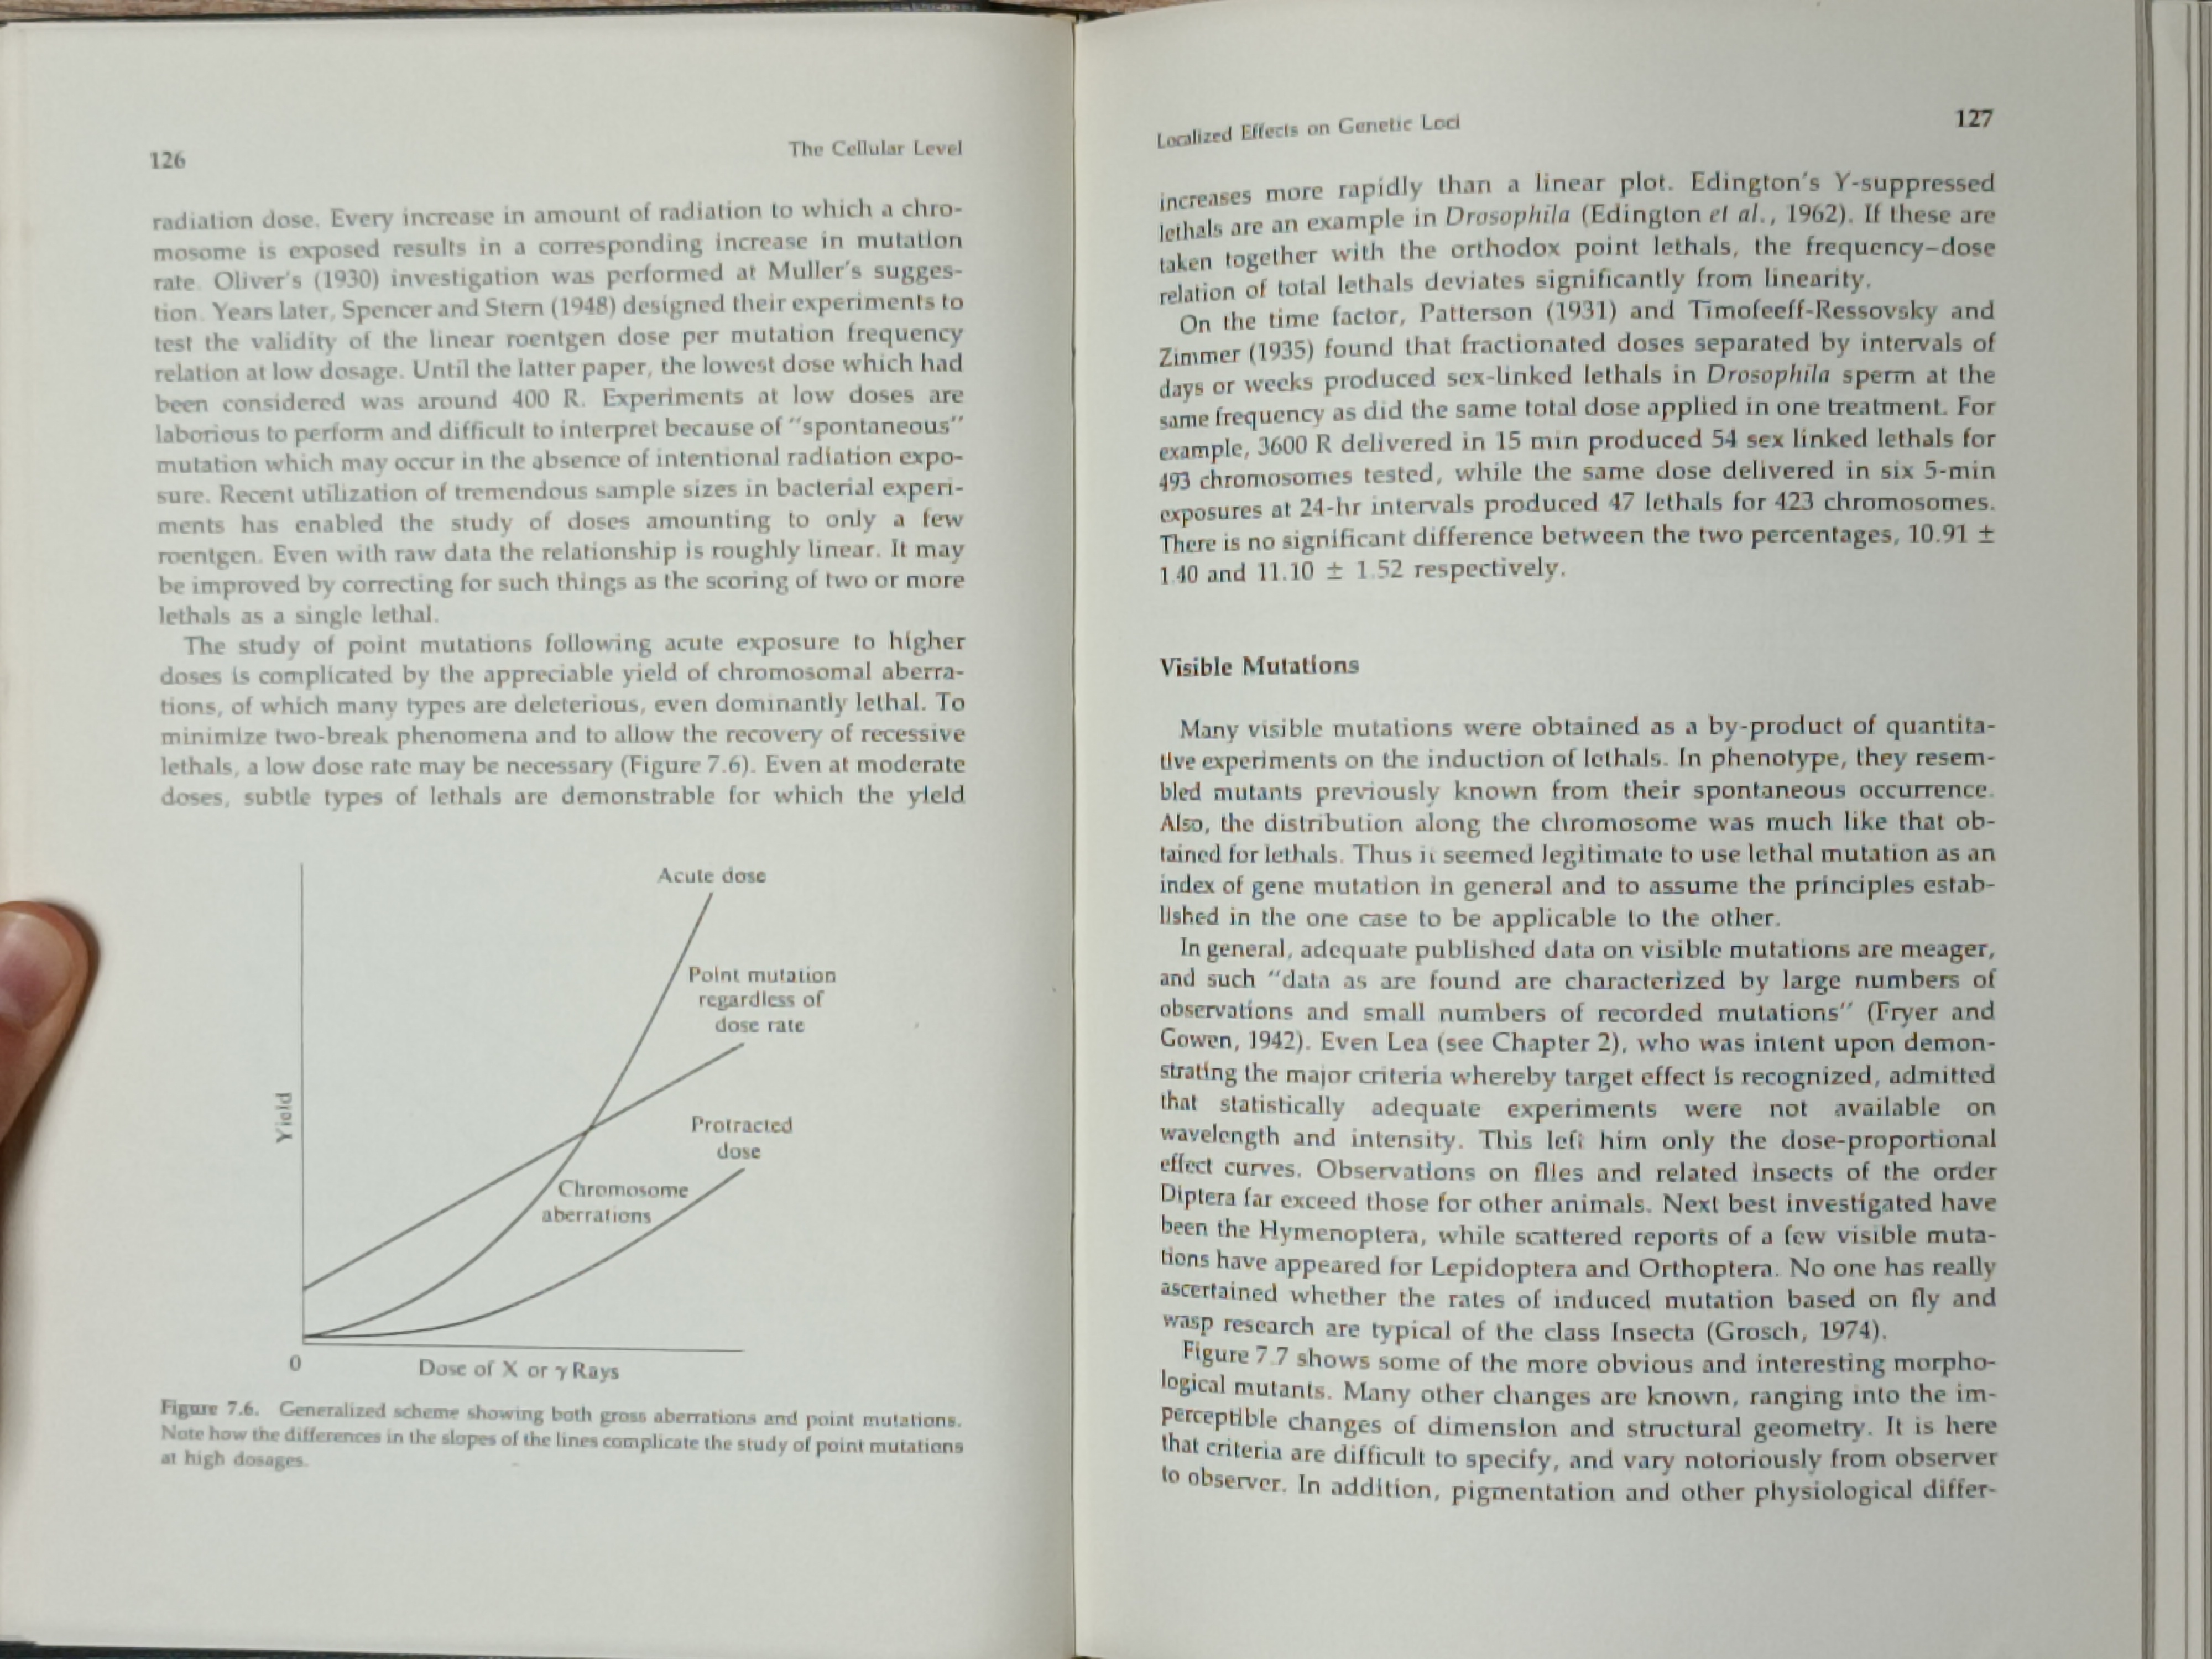 126
The Cellular Level
radiation dose. Every increase in amount of radiation to which a chro-
mosome is exposed results in a corresponding increase in mutation
rate. Oliver's (1930) investigation was performed at Muller's sugges-
tion. Years later, Spencer and Stern (1948) designed their experiments to
test the validity of the linear roentgen dose per mutation frequency
relation at low dosage. Until the latter paper, the lowest dose which had
been considered was around 400 R. Experiments at low doses are
laborious to perform and difficult to interpret because of "spontaneous"
mutation which may occur in the absence of intentional radiation expo-
sure. Recent utilization of tremendous sample sizes in bacterial experi-
ments has enabled the study of doses amounting to only a few
roentgen. Even with raw data the relationship is roughly linear. It may
be improved by correcting for such things as the scoring of two or more
lethals as a single lethal.
The study of point mutations following acute exposure to higher
doses is complicated by the appreciable yield of chromosomal aberra-
tions, of which many types are deleterious, even dominantly lethal. To
minimize two-break phenomena and to allow the recovery of recessive
lethals, a low dose rate may be necessary (Figure 7.6). Even at moderate
doses, subtle types of lethals are demonstrable for which the yield
Acute dose
Point mutation
regardless of
dose rate
Protracted
dose
Chromosome
aberrations
Yield
0
Dose of X or γ Rays
Figure 7.6. Generalized scheme showing both gross aberrations and point mutations.
Note how the differences in the slopes of the lines complicate the study of point mutations
at high dosages.
Localized Effects on Genetic Loci
127
increases more rapidly than a linear plot. Edington's Y-suppressed
lethals are an example in Drosophila (Edington et al., 1962). If these are
taken together with the orthodox point lethals, the frequency–dose
relation of total lethals deviates significantly from linearity.
On the time factor, Patterson (1931) and Timofeeff-Ressovsky and
Zimmer (1935) found that fractionated doses separated by intervals of
days or weeks produced sex-linked lethals in Drosophila sperm at the
same frequency as did the same total dose applied in one treatment. For
example, 3600 R delivered in 15 min produced 54 sex linked lethals for
493 chromosomes tested, while the same dose delivered in six 5-min
exposures at 24-hr intervals produced 47 lethals for 423 chromosomes.
There is no significant difference between the two percentages, 10.91 ±
1.40 and 11.10 ± 1.52 respectively.
Visible Mutations
Many visible mutations were obtained as a by-product of quantita-
tive experiments on the induction of lethals. In phenotype, they resem-
bled mutants previously known from their spontaneous occurrence.
Also, the distribution along the chromosome was much like that ob-
tained for lethals. Thus it seemed legitimate to use lethal mutation as an
index of gene mutation in general and to assume the principles estab-
lished in the one case to be applicable to the other.
In general, adequate published data on visible mutations are meager,
and such "data as are found are characterized by large numbers of
observations and small numbers of recorded mutations" (Fryer and
Gowen, 1942). Even Lea (see Chapter 2), who was intent upon demon-
strating the major criteria whereby target effect is recognized, admitted
that statistically adequate experiments were not available on
wavelength and intensity. This left him only the dose-proportional
effect curves. Observations on flies and related insects of the order
Diptera far exceed those for other animals. Next best investigated have
been the Hymenoptera, while scattered reports of a few visible muta-
tions have appeared for Lepidoptera and Orthoptera. No one has really
ascertained whether the rates of induced mutation based on fly and
wasp research are typical of the class Insecta (Grosch, 1974).
Figure 7.7 shows some of the more obvious and interesting morpho-
logical mutants. Many other changes are known, ranging into the im-
perceptible changes of dimension and structural geometry. It is here
that criteria are difficult to specify, and vary notoriously from observer
to observer. In addition, pigmentation and other physiological differ-